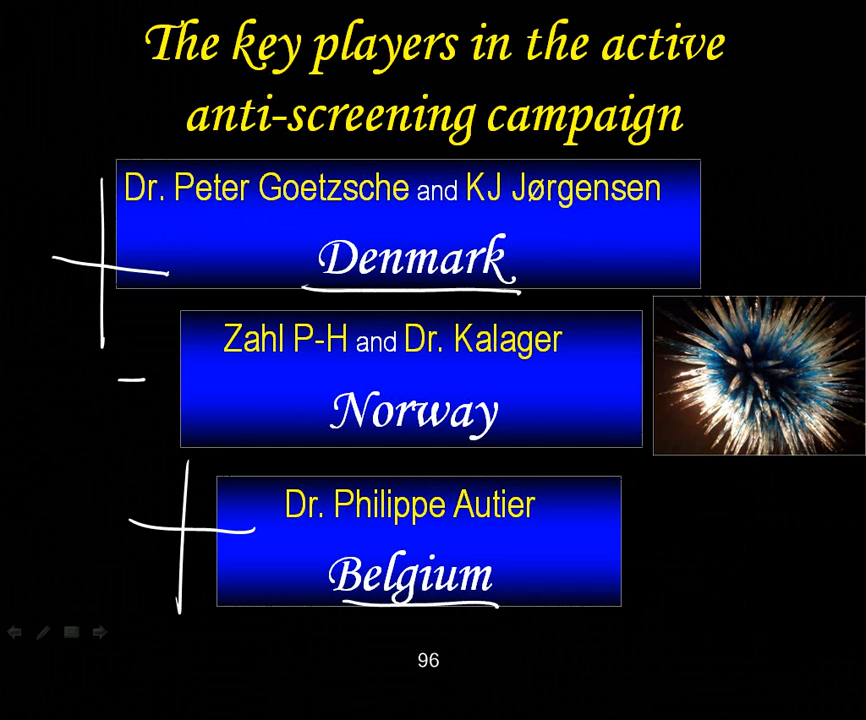 The key players in the active
anti-screening campaign
Dr. Peter Goetzsche and KJ Jørgensen
Denmark
Zahl P-H and Dr. Kalager
Norway
Dr. Philippe Autier
Belgium
96